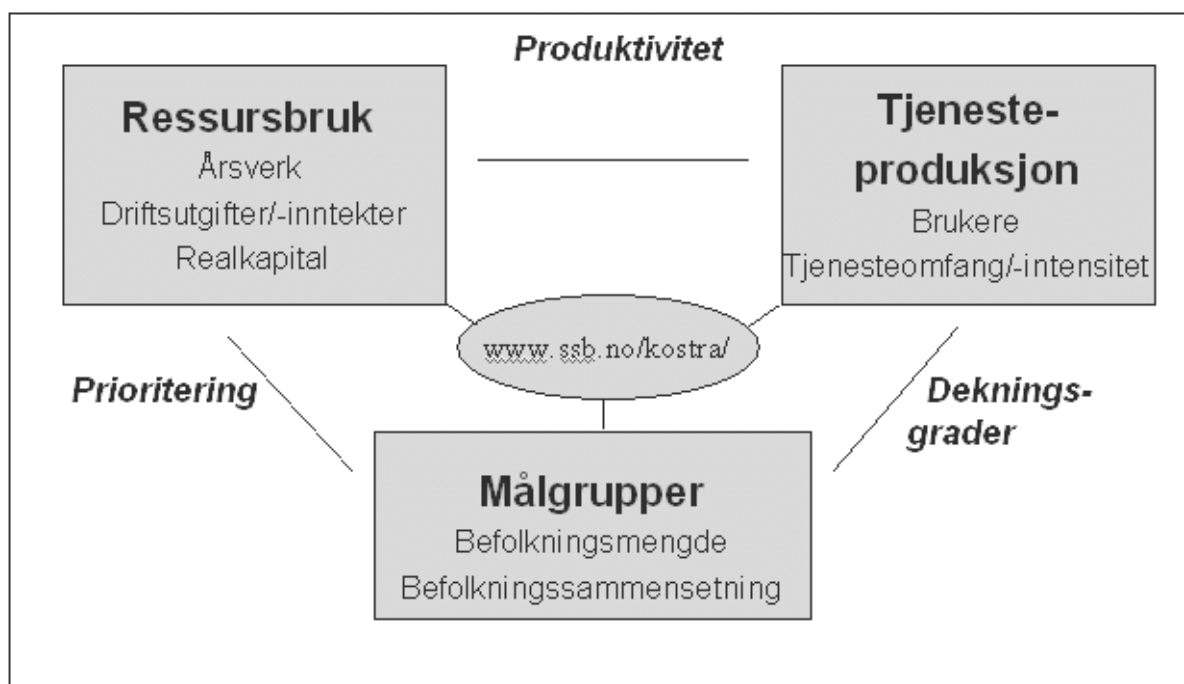 Produktivitet
Ressursbruk
Årsverk
Driftsutgifter/-inntekter
Realkapital
Tjeneste-
produksjon
Brukere
Tjenesteomfang/-intensitet
www.ssb.no/kostra/
Prioritering
Deknings-
grader
Målgrupper
Befolkningsmengde
Befolkningssammensetning